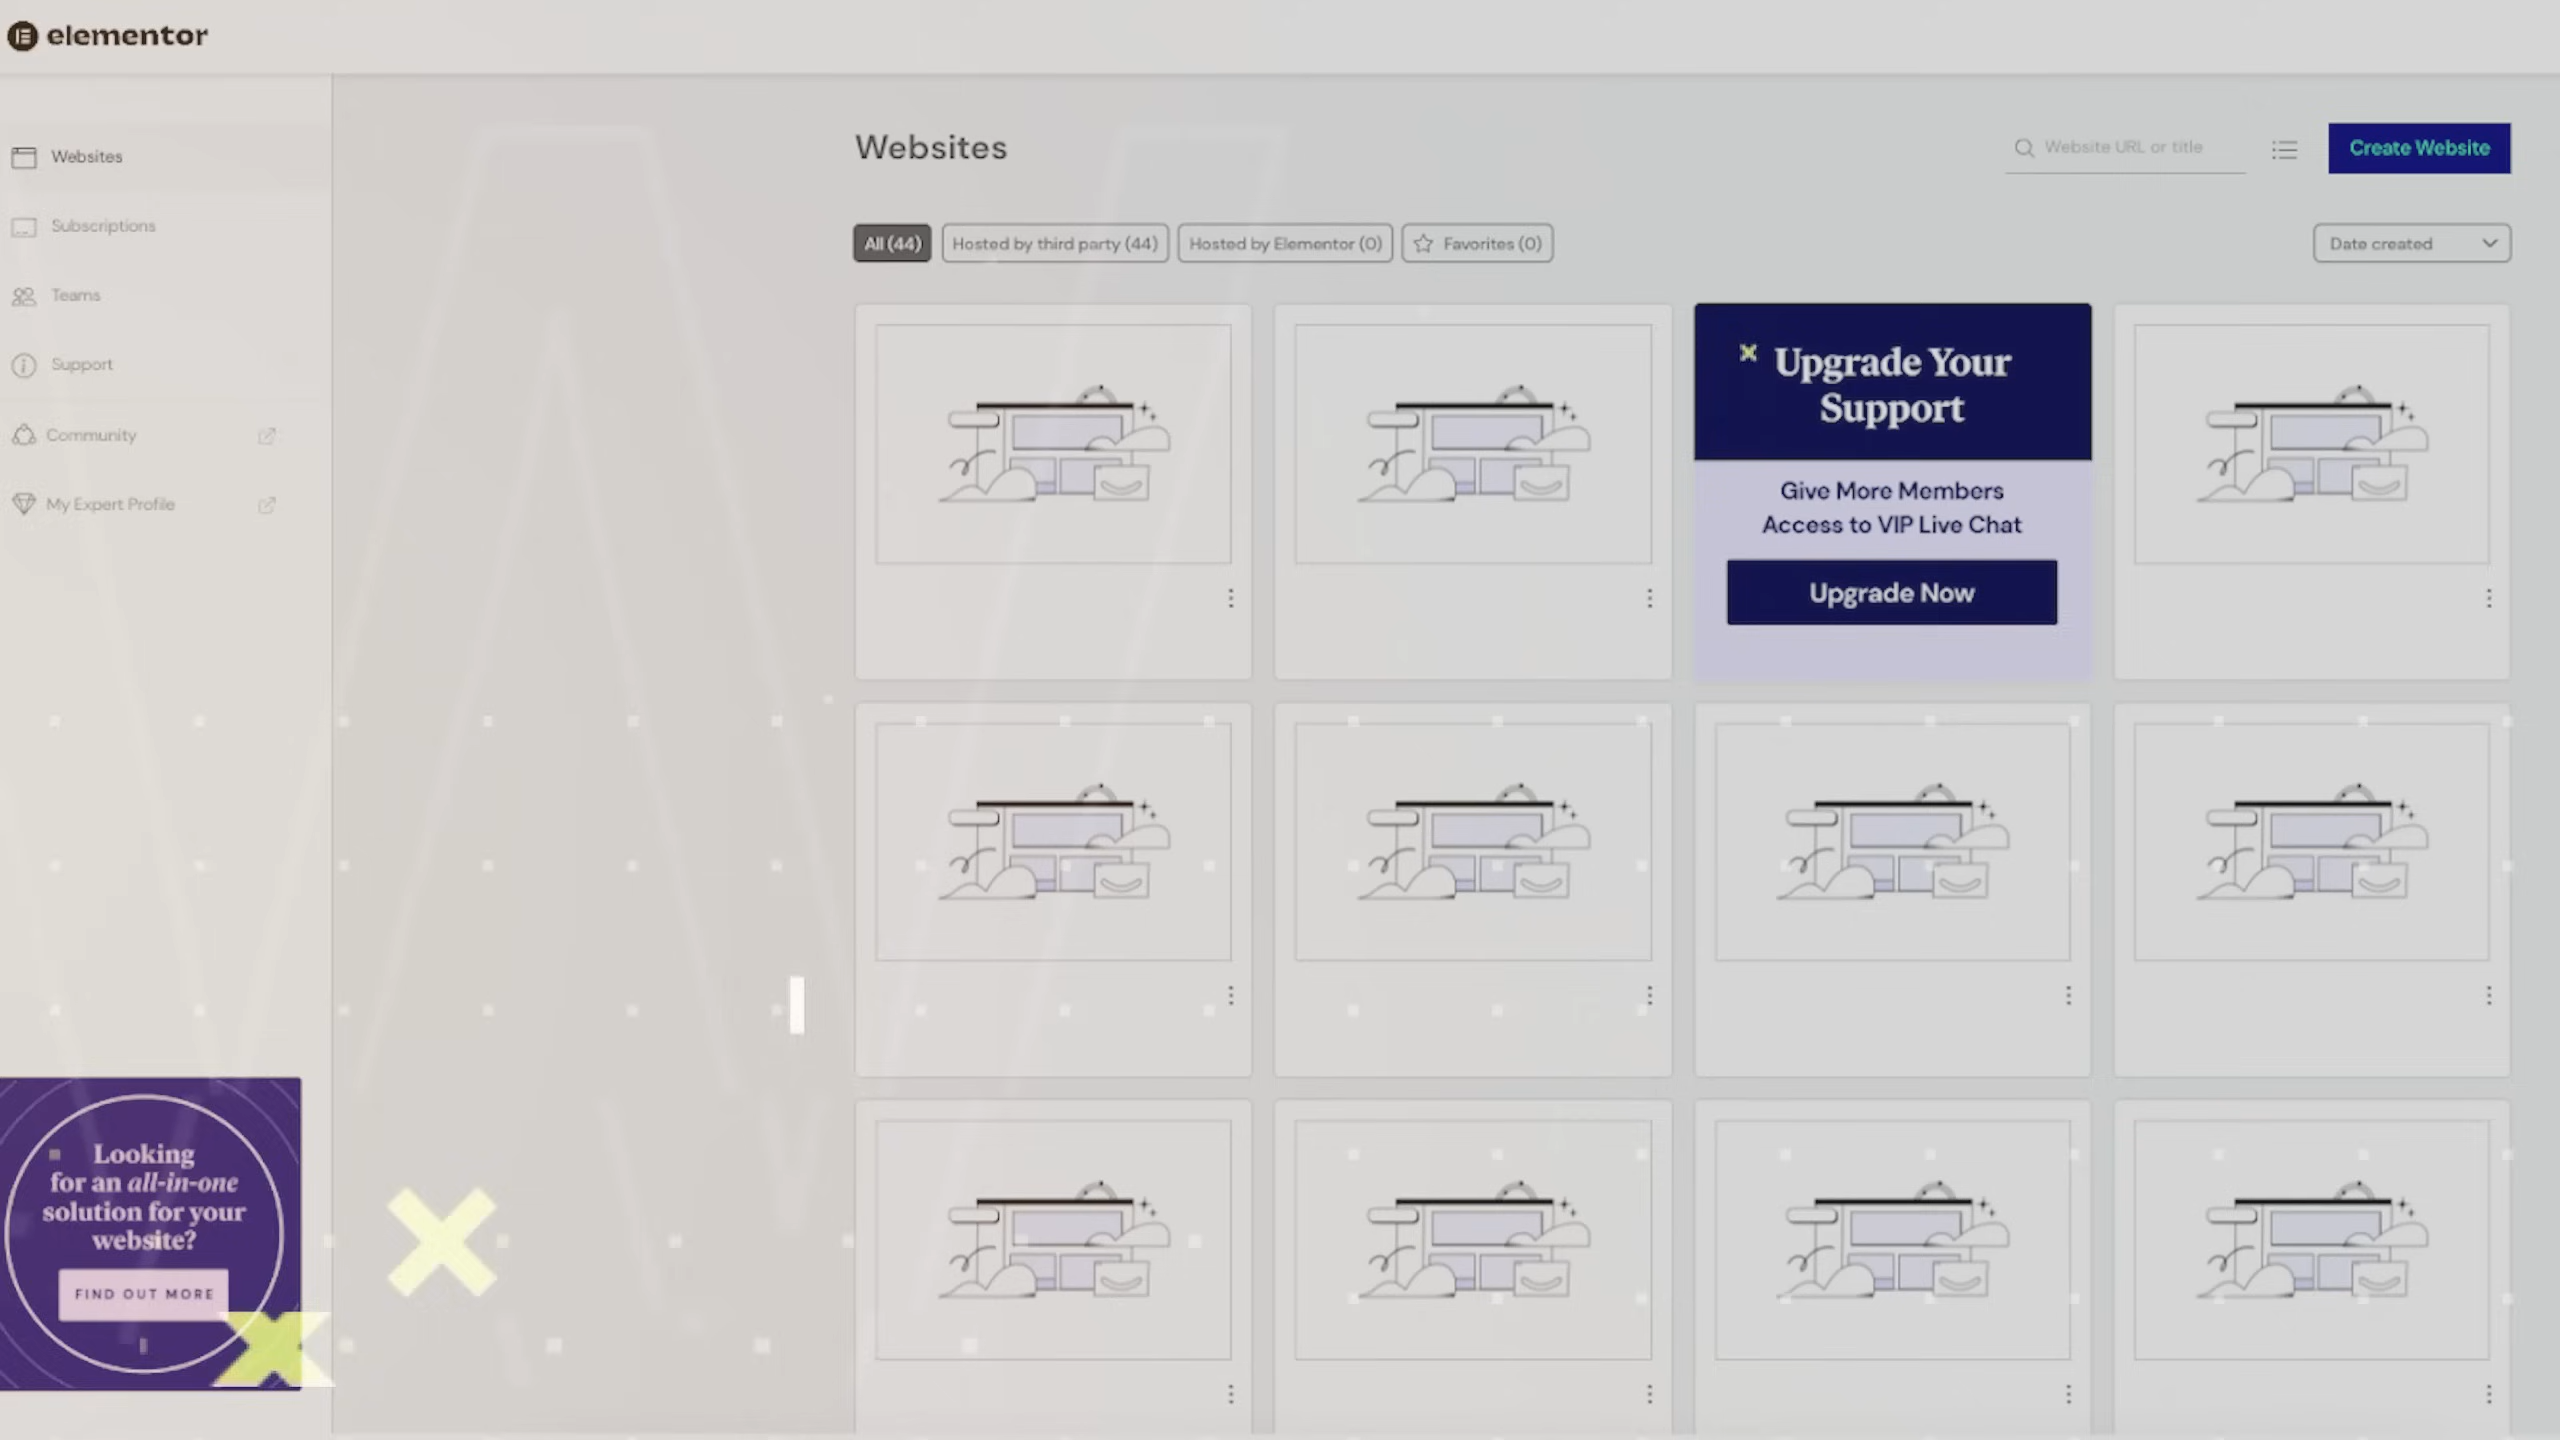 elementor
Websites
Subscriptions
Teams
Support
Community
My Expert Profile
Looking
for an all-in-one
solution for your
website?
FIND OUT MORE
Websites
Website URL or title
Create Website
All (44)
Hosted by third party (44)
Hosted by Elementor (0)
Favorites (0)
Date created
Upgrade Your
Support
Give More Members
Access to VIP Live Chat
Upgrade Now